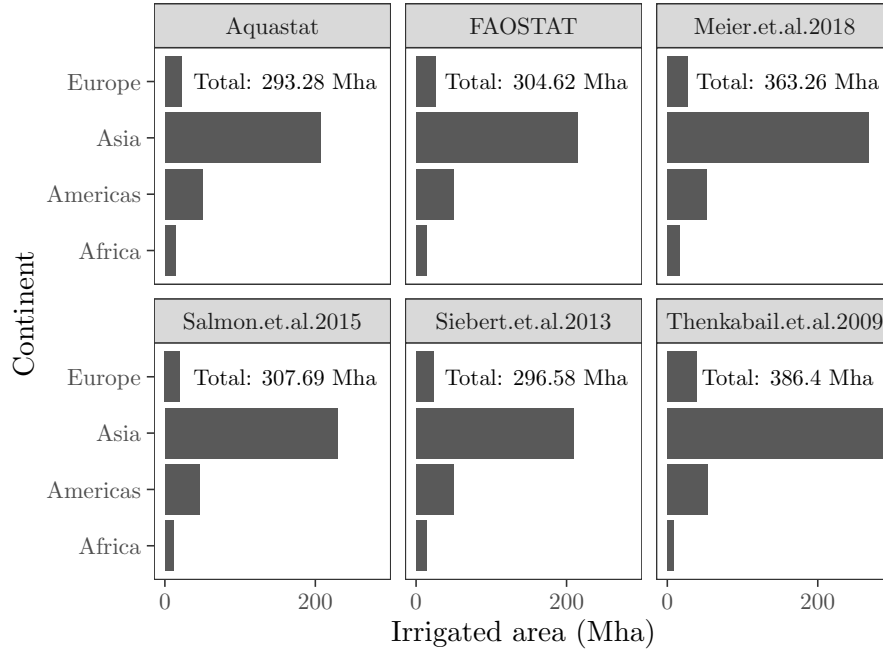 Aquastat FAOSTAT Meier.et.al.2018
Europe Total: 293.28 Mha Total: 304.62 Mha Total: 363.26 Mha
Asia
Americas
Africa
Continent
Salmon.et.al.2015 Siebert.et.al.2013 Thenkabail.et.al.2009
Europe Total: 307.69 Mha Total: 296.58 Mha Total: 386.4 Mha
Asia
Americas
Africa
0 200 0 200 0 200
Irrigated area (Mha)